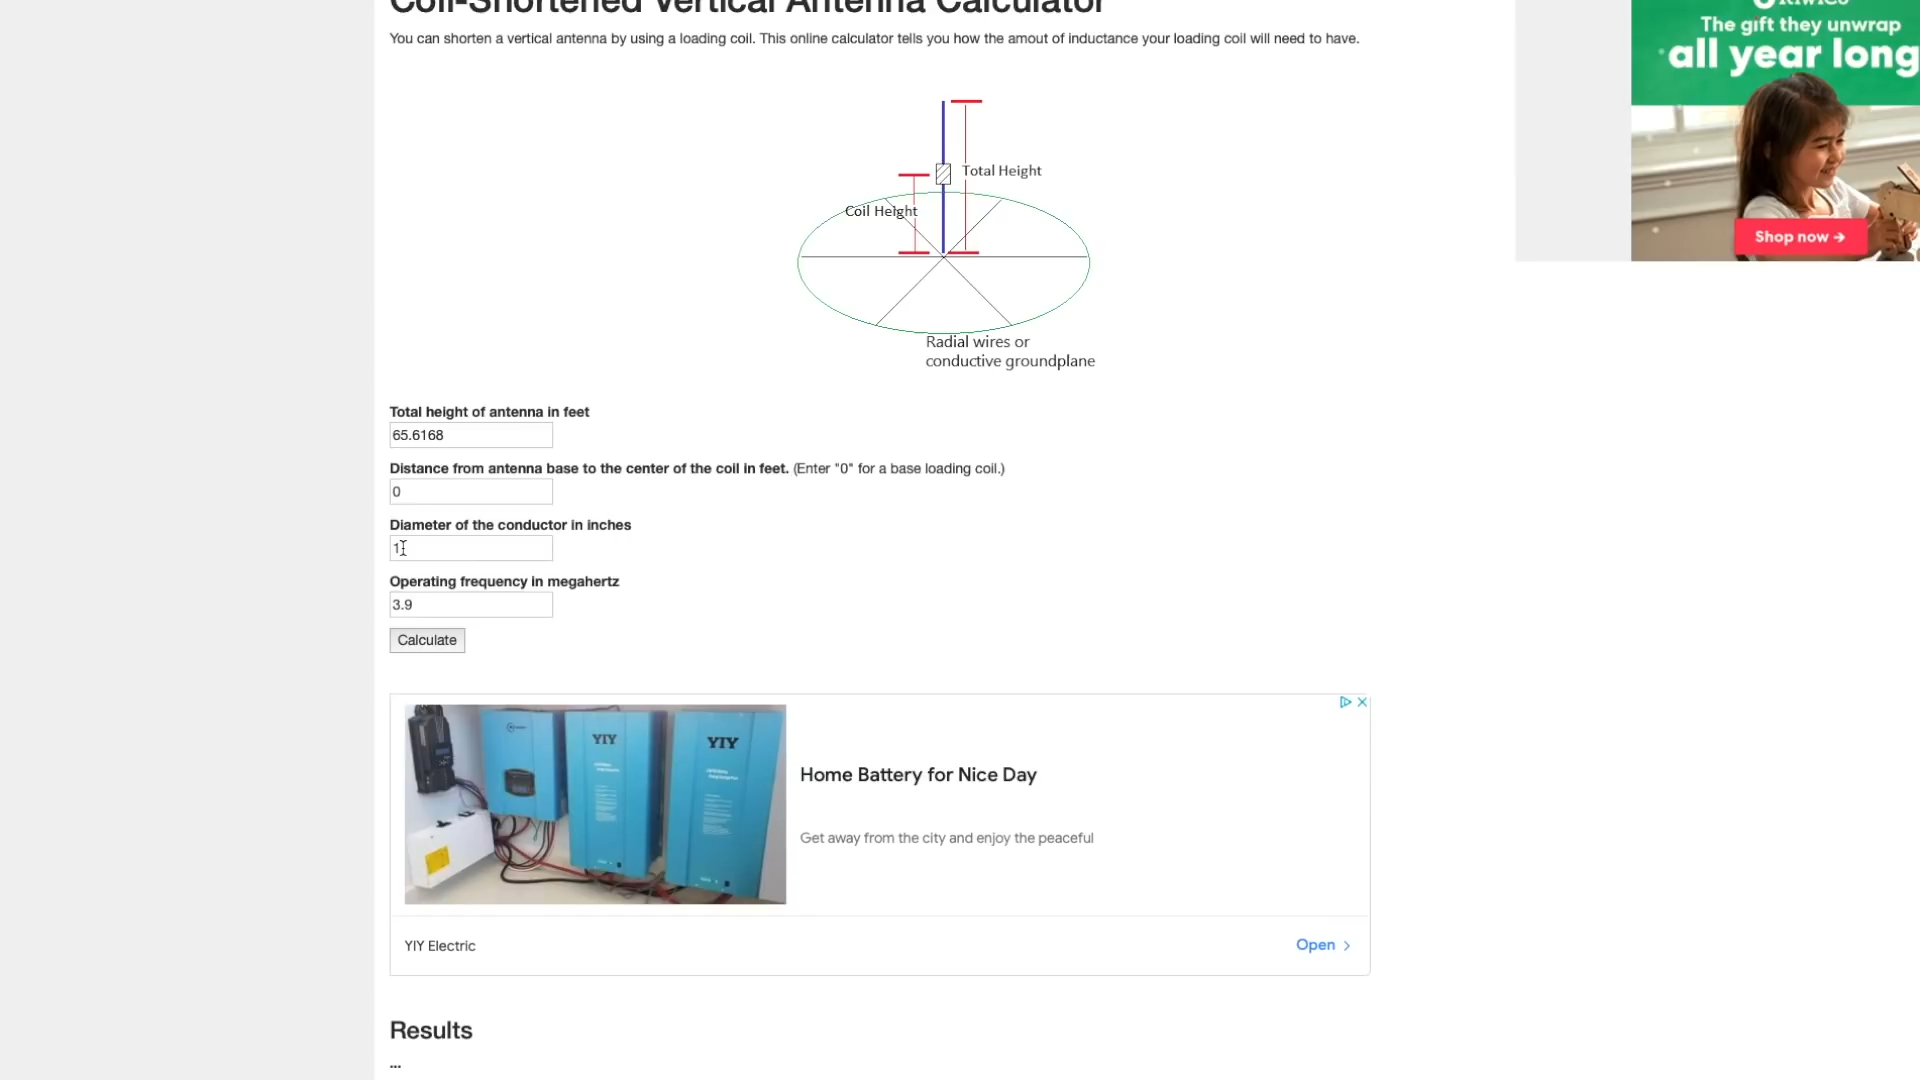 Coil-Shortened Vertical Antenna Calculator
You can shorten a vertical antenna by using a loading coil. This online calculator tells you how the amout of inductance your loading coil will need to have.
The gift they unwrap
all year long
Shop now →
Total Height
Coil Height
Radial wires or
conductive groundplane
Total height of antenna in feet
65.6168
Distance from antenna base to the center of the coil in feet. (Enter "0" for a base loading coil.)
0
Diameter of the conductor in inches
1
Operating frequency in megahertz
3.9
Calculate
YIY
YIY
Home Battery for Nice Day
Get away from the city and enjoy the peaceful
YIY Electric
Open >
Results
...